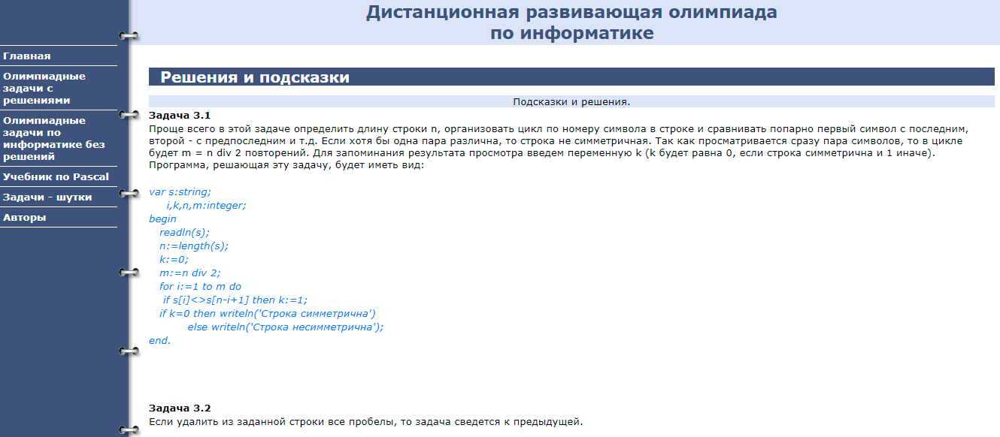 Дистанционная развивающая олимпиада
по информатике
Главная
Олимпиадные
задачи с
решениями
Олимпиадные
задачи по
информатике без
решений
Учебник по Pascal
Задачи - шутки
Авторы
Решения и подсказки
Подсказки и решения.
Задача 3.1
Проще всего в этой задаче определить длину строки n, организовать цикл по номеру символа в строке и сравнивать попарно первый символ с последним,
второй - с предпоследним и т.д. Если хотя бы одна пара различна, то строка не симметричная. Так как просматривается сразу пара символов, то в цикле
будет m = n div 2 повторений. Для запоминания результата просмотра введем переменную k (k будет равна 0, если строка симметрична и 1 иначе).
Программа, решающая эту задачу, будет иметь вид:
var s:string;
i,k,n,m:integer;
begin
readln(s);
n:=length(s);
k:=0;
m:=n div 2;
for i:=1 to m do
if s[i]<>s[n-i+1] then k:=1;
if k=0 then writeln('Строка симметрична')
else writeln('Строка несимметрична');
end.
Задача 3.2
Если удалить из заданной строки все пробелы, то задача сведется к предыдущей.